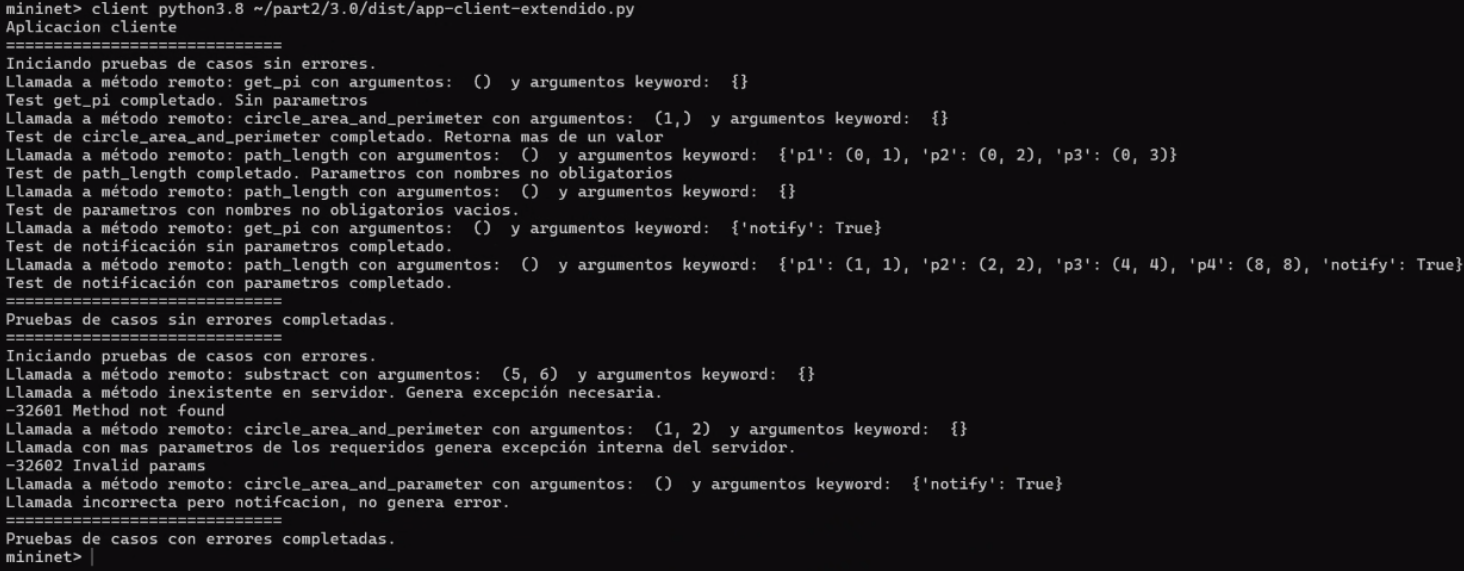 mininet> client python3.8 ~/part2/3.0/dist/app-client-extendido.py
Aplicacion cliente
=============================
Iniciando pruebas de casos sin errores.
Llamada a método remoto: get_pi con argumentos:  ()  y argumentos keyword:  {}
Test get_pi completado. Sin parametros
Llamada a método remoto: circle_area_and_perimeter con argumentos:  (1,)  y argumentos keyword:  {}
Test de circle_area_and_perimeter completado. Retorna mas de un valor
Llamada a método remoto: path_length con argumentos:  ()  y argumentos keyword:  {'p1': (0, 1), 'p2': (0, 2), 'p3': (0, 3)}
Test de path_length completado. Parametros con nombres no obligatorios
Llamada a método remoto: path_length con argumentos:  ()  y argumentos keyword:  {}
Test de parametros con nombres no obligatorios vacios.
Llamada a método remoto: get_pi con argumentos:  ()  y argumentos keyword:  {'notify': True}
Test de notificación sin parametros completado.
Llamada a método remoto: path_length con argumentos:  ()  y argumentos keyword:  {'p1': (1, 1), 'p2': (2, 2), 'p3': (4, 4), 'p4': (8, 8), 'notify': True}
Test de notificación con parametros completado.
=============================
Pruebas de casos sin errores completadas.
=============================
Iniciando pruebas de casos con errores.
Llamada a método remoto: substract con argumentos:  (5, 6)  y argumentos keyword:  {}
Llamada a método inexistente en servidor. Genera excepción necesaria.
-32601 Method not found
Llamada a método remoto: circle_area_and_perimeter con argumentos:  (1, 2)  y argumentos keyword:  {}
Llamada con mas parametros de los requeridos genera excepción interna del servidor.
-32602 Invalid params
Llamada a método remoto: circle_area_and_parameter con argumentos:  ()  y argumentos keyword:  {'notify': True}
Llamada incorrecta pero notifcacion, no genera error.
=============================
Pruebas de casos con errores completadas.
mininet>